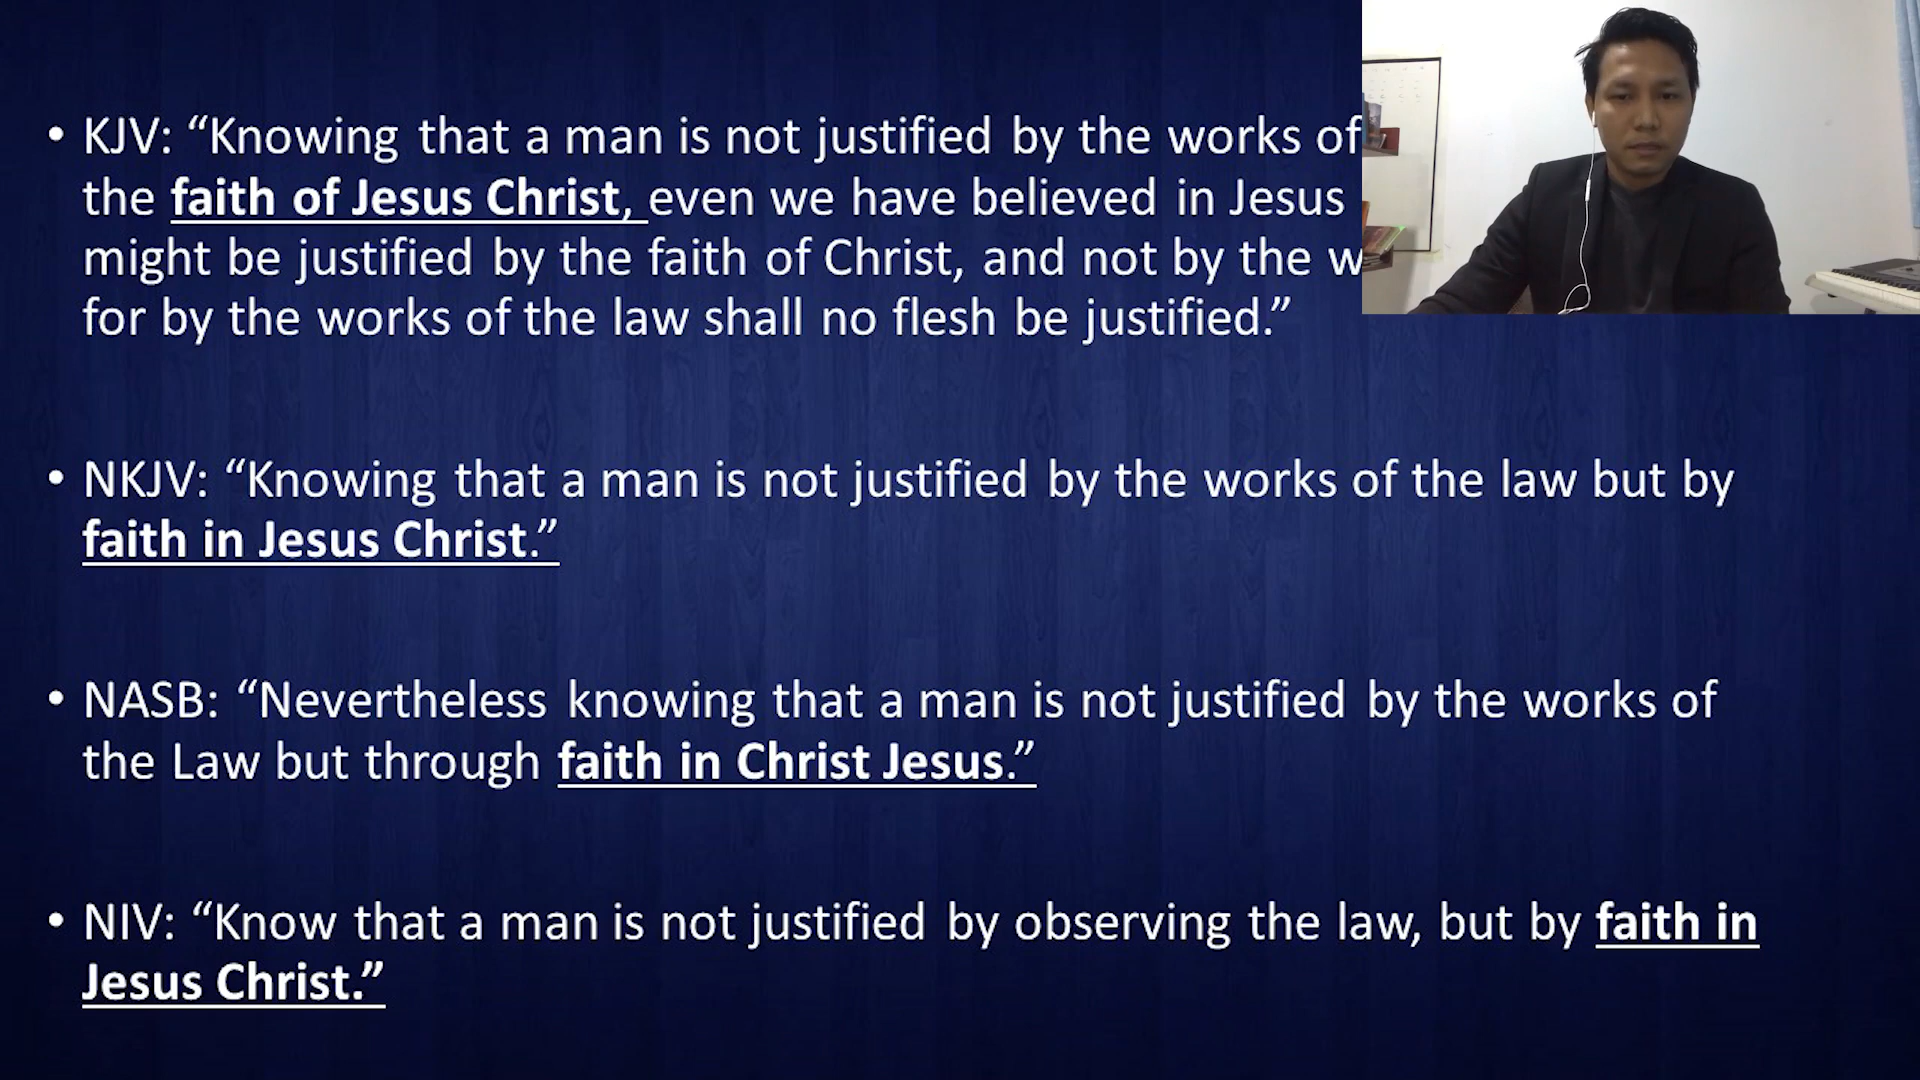 • KJV: “Knowing that a man is not justified by the works of
the faith of Jesus Christ, even we have believed in Jesus
might be justified by the faith of Christ, and not by the w
for by the works of the law shall no flesh be justified.”
• NKJV: “Knowing that a man is not justified by the works of the law but by
faith in Jesus Christ.”
• NASB: “Nevertheless knowing that a man is not justified by the works of
the Law but through faith in Christ Jesus.”
• NIV: “Know that a man is not justified by observing the law, but by faith in
Jesus Christ.”